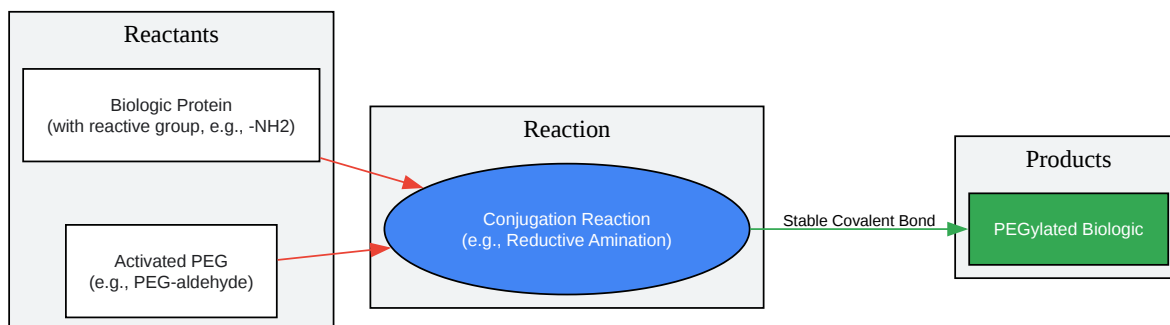 Reactants
Biologic Protein
(with reactive group, e.g., -NH2)
Activated PEG
(e.g., PEG-aldehyde)
Reaction
Conjugation Reaction
(e.g., Reductive Amination)
Stable Covalent Bond
Products
PEGylated Biologic